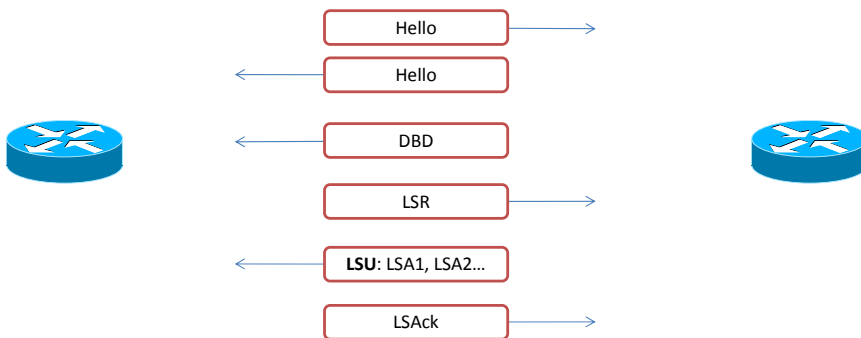 Hello
Hello
DBD
LSR
LSU: LSA1, LSA2…
LSAck